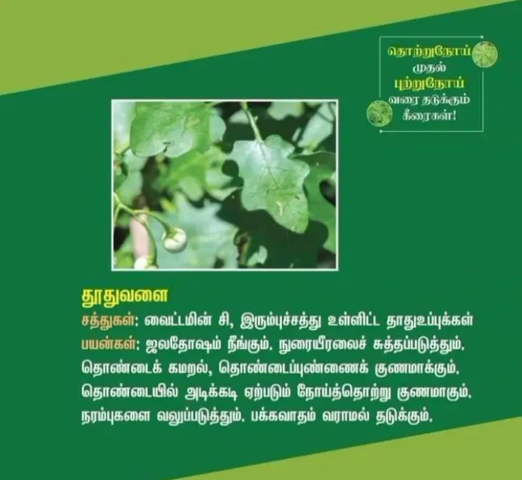 தொற்றுநோய்
முதல்
புற்றுநோய்
வரை தடுக்கும்
கீரைகள்!
தூதுவளை
சத்துகள்: வைட்டமின் சி, இரும்புச்சத்து உள்ளிட்ட தாதுஉப்புக்கள்
பயன்கள்: ஜலதோஷம் நீங்கும். நுரையீரலைச் சுத்தப்படுத்தும்.
தொண்டைக் கமறல், தொண்டைப்புண்ணைக் குணமாக்கும்.
தொண்டையில் அடிக்கடி ஏற்படும் நோய்த்தொற்று குணமாகும்.
நரம்புகளை வலுப்படுத்தும். பக்கவாதம் வராமல் தடுக்கும்.